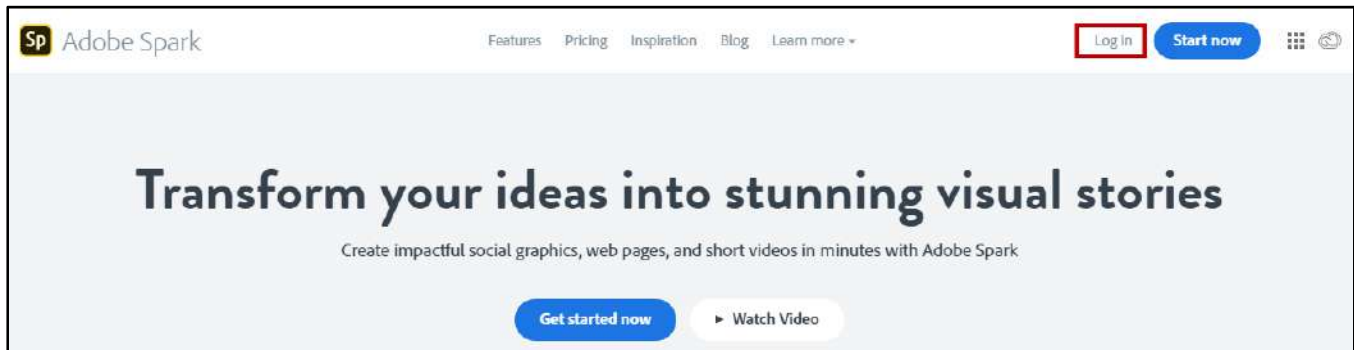 Sp Adobe Spark Features Pricing Inspiration Blog Learn more Log in Start now
Transform your ideas into stunning visual stories
Create impactful social graphics, web pages, and short videos in minutes with Adobe Spark
Get started now Watch Video